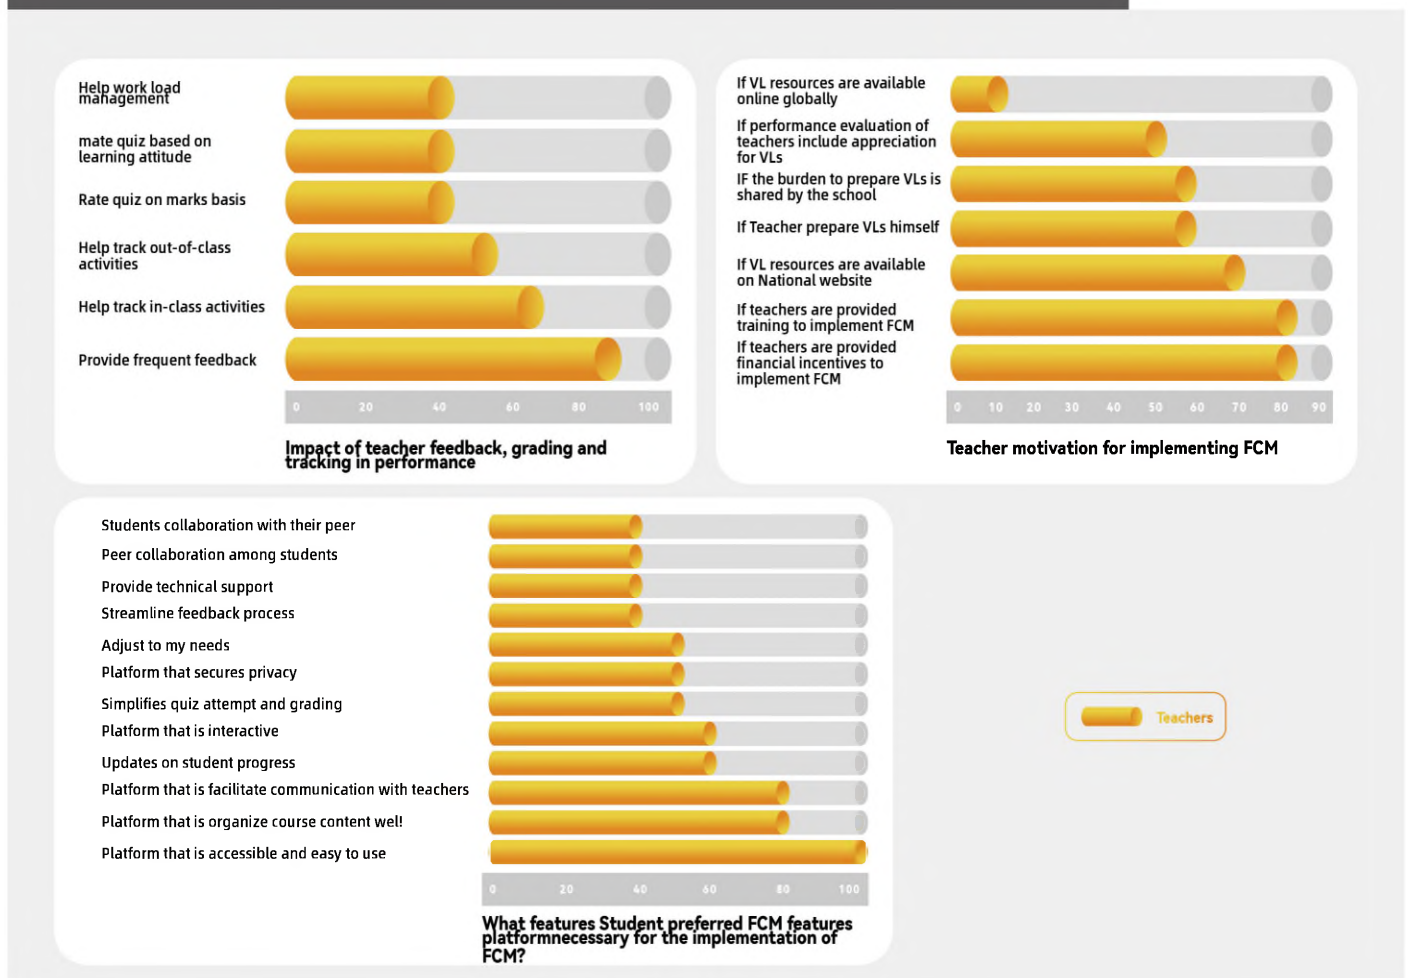 Help work load
management
mate quiz based on
learning attitude
Rate quiz on marks basis
Help track out-of-class
activities
Help track in-class activities
Provide frequent feedback
0 20 40 60 80 100
Impact of teacher feedback, grading and
tracking in performance
If VL resources are available
online globally
If performance evaluation of
teachers include appreciation
for VLs
IF the burden to prepare VLs is
shared by the school
If Teacher prepare VLs himself
If VL resources are available
on National website
If teachers are provided
training to implement FCM
If teachers are provided
financial incentives to
implement FCM
0 10 20 30 40 50 60 70 80 90
Teacher motivation for implementing FCM
Students collaboration with their peer
Peer collaboration among students
Provide technical support
Streamline feedback process
Adjust to my needs
Platform that secures privacy
Simplifies quiz attempt and grading
Platform that is interactive
Updates on student progress
Platform that is facilitate communication with teachers
Platform that is organize course content wel!
Platform that is accessible and easy to use
0 20 40 60 80 100
What features Student preferred FCM features
platformnecessary for the implementation of
FCM?
Teachers